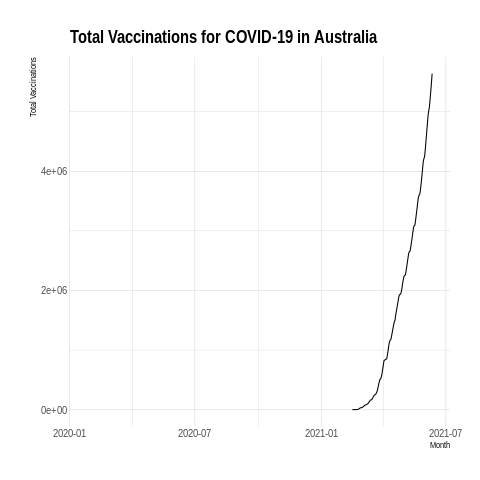 Total Vaccinations for COVID-19 in Australia
Total Vaccinations
4e+06
2e+06
0e+00
2020-01 2020-07 2021-01 2021-07
Month